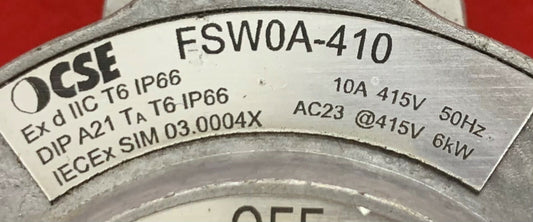 CSE
FSW0A-410
Ex d IIC T6 IP66
DIP A21 TA T6 IP66
IECEx SIM 03.0004X
10A 415V 50Hz
AC23 @415V 6kW
OFF